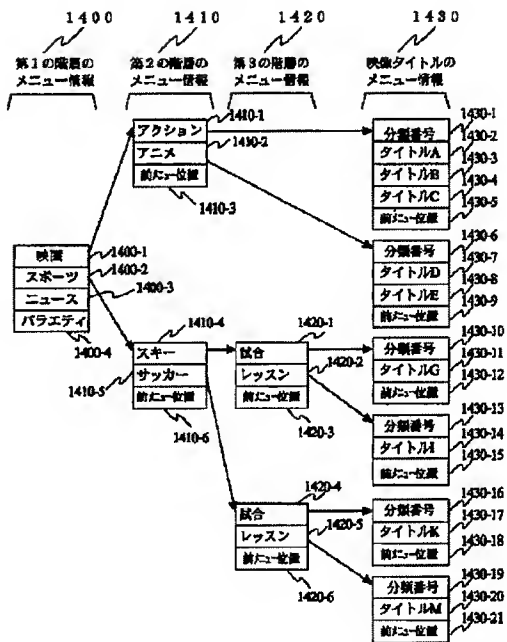 1400
1410
1420
1430
第1の階層の
メニュー情報
第2の階層の
メニュー情報
第3の階層の
メニュー情報
映像タイトルの
メニュー情報
映画
スポーツ
ニュース
バラエティ
1400-1
1400-2
1400-3
1400-4
アクション
アニメ
前メニュー位置
1410-1
1410-2
1410-3
スキー
サッカー
前メニュー位置
1410-4
1410-5
1410-6
試合
レッスン
前メニュー位置
1420-1
1420-2
1420-3
試合
レッスン
前メニュー位置
1420-4
1420-5
1420-6
分類番号
タイトルA
タイトルB
タイトルC
前メニュー位置
1430-1
1430-2
1430-3
1430-4
1430-5
分類番号
タイトルD
タイトルE
前メニュー位置
1430-6
1430-7
1430-8
1430-9
分類番号
タイトルG
前メニュー位置
1430-10
1430-11
1430-12
分類番号
タイトルI
前メニュー位置
1430-13
1430-14
1430-15
分類番号
タイトルK
前メニュー位置
1430-16
1430-17
1430-18
分類番号
タイトルM
前メニュー位置
1430-19
1430-20
1430-21